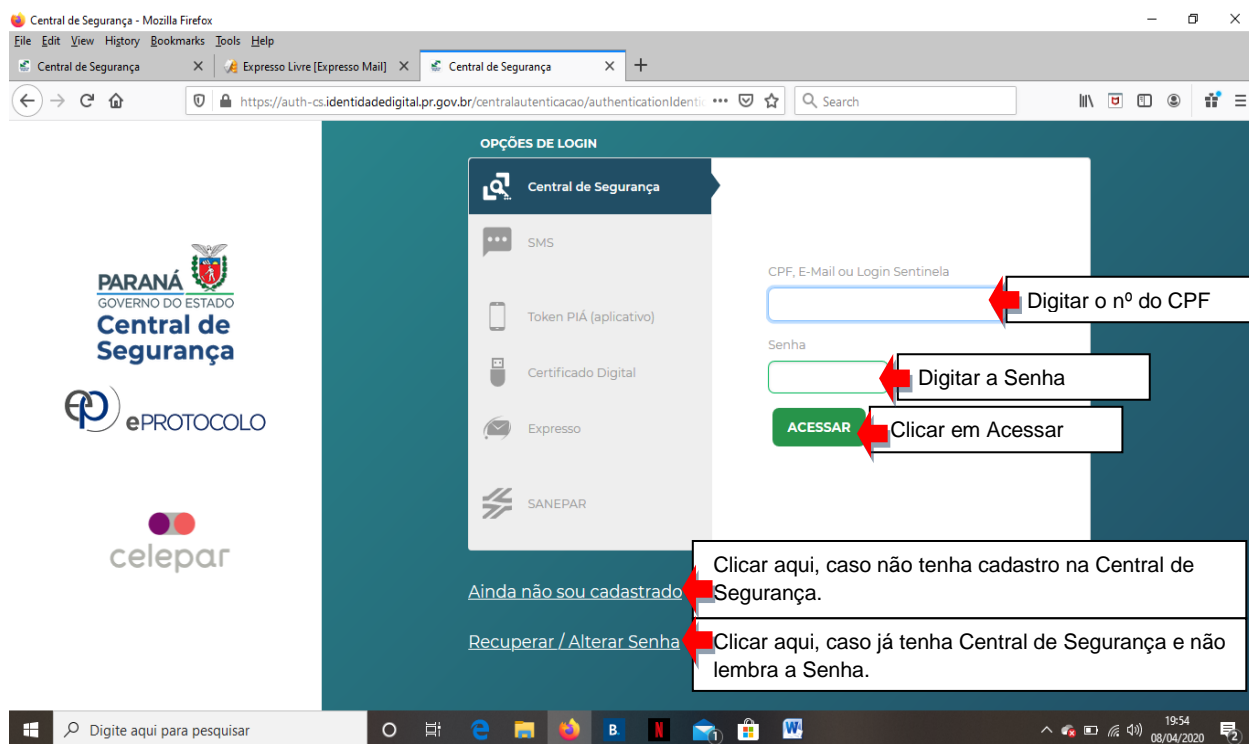 Central de Segurança - Mozilla Firefox
File Edit View History Bookmarks Tools Help
Central de Segurança
Expresso Livre [Expresso Mail]
Central de Segurança
https://auth-cs.identidadedigital.pr.gov.br/centralautenticacao/authenticationIdentic
Search
OPÇÕES DE LOGIN
Central de Segurança
SMS
Token PIÁ (aplicativo)
Certificado Digital
Expresso
SANEPAR
PARANÁ
GOVERNO DO ESTADO
Central de
Segurança
ep ePROTOCOLO
celepar
CPF, E-Mail ou Login Sentinela
Digitar o nº do CPF
Senha
Digitar a Senha
ACESSAR
Clicar em Acessar
Ainda não sou cadastrado
Clicar aqui, caso não tenha cadastro na Central de
Segurança.
Recuperar / Alterar Senha
Clicar aqui, caso já tenha Central de Segurança e não
lembra a Senha.
Digite aqui para pesquisar
B.
N
1
W
19:54
08/04/2020
2